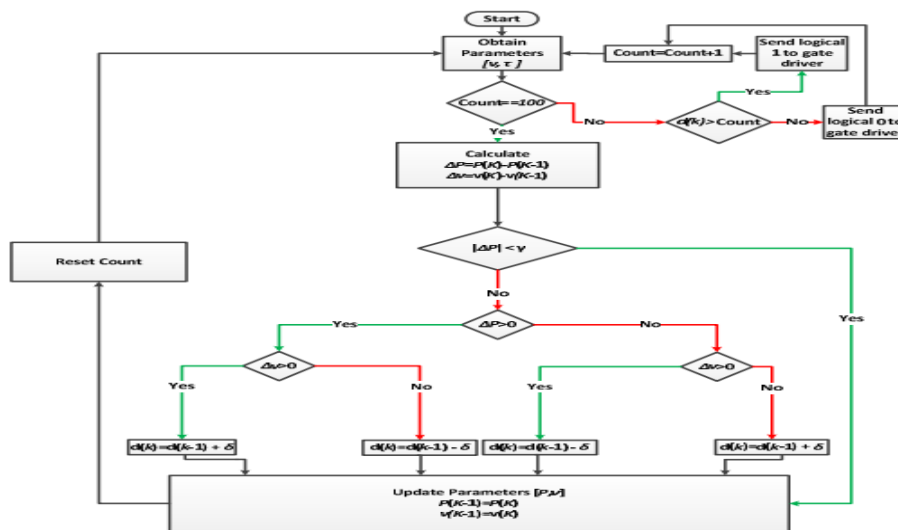 Start
Obtain
Parameters
[v, τ ]
Count=Count+1
Send logical
1 to gate
driver
Count==100
Yes
No
d(k)>Count
Yes
No
Send
logical 0 to
gate driver
Calculate
ΔP=P(K)-P(K-1)
Δv=v(K)-v(K-1)
|ΔP| < γ
Reset Count
No
Yes
ΔP>0
Yes
No
Δv>0
Δv>0
Yes
No
Yes
No
d(k)=d(k-1) + δ
d(k)=d(k-1) - δ
d(k)=d(k-1) - δ
d(k)=d(k-1) + δ
Update Parameters [P,v]
P(K-1)=P(K)
v(K-1)=v(K)